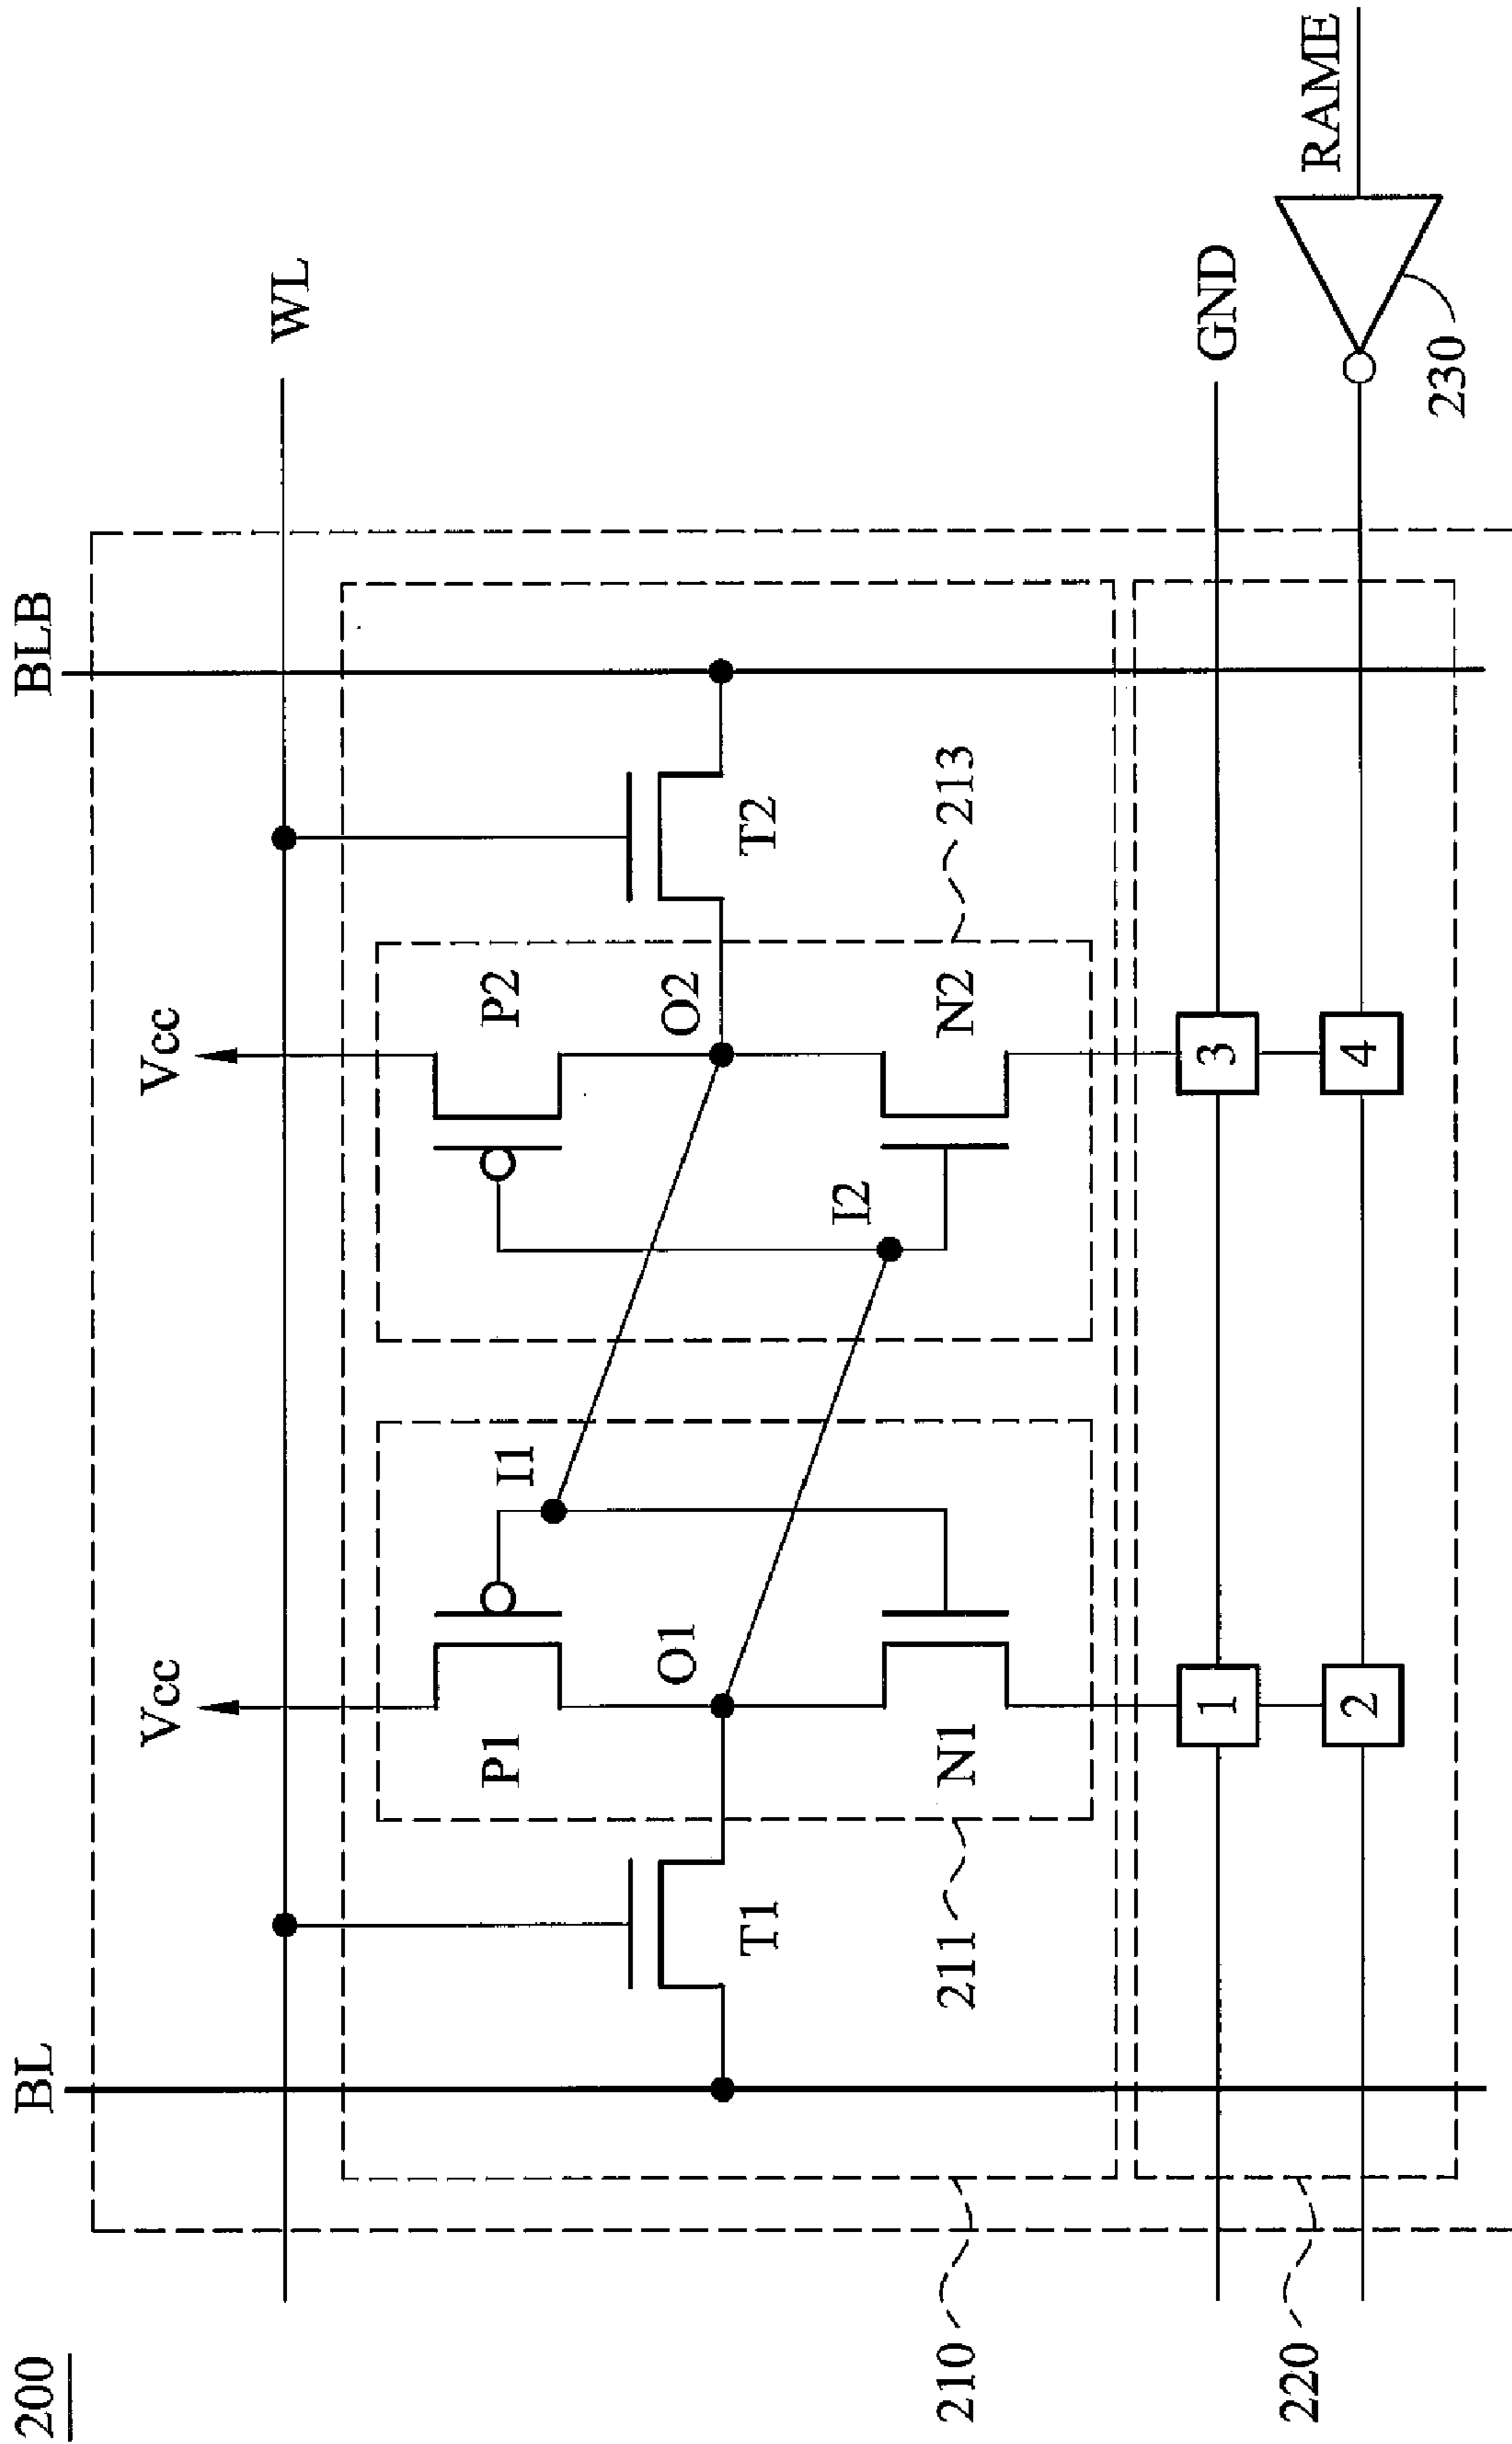 200
BL
BLB
Vcc
Vcc
WL
P1
I1
P2
O1
O2
T1
I2
T2
211
N1
N2
213
210
1
3
GND
220
2
4
230
RAME